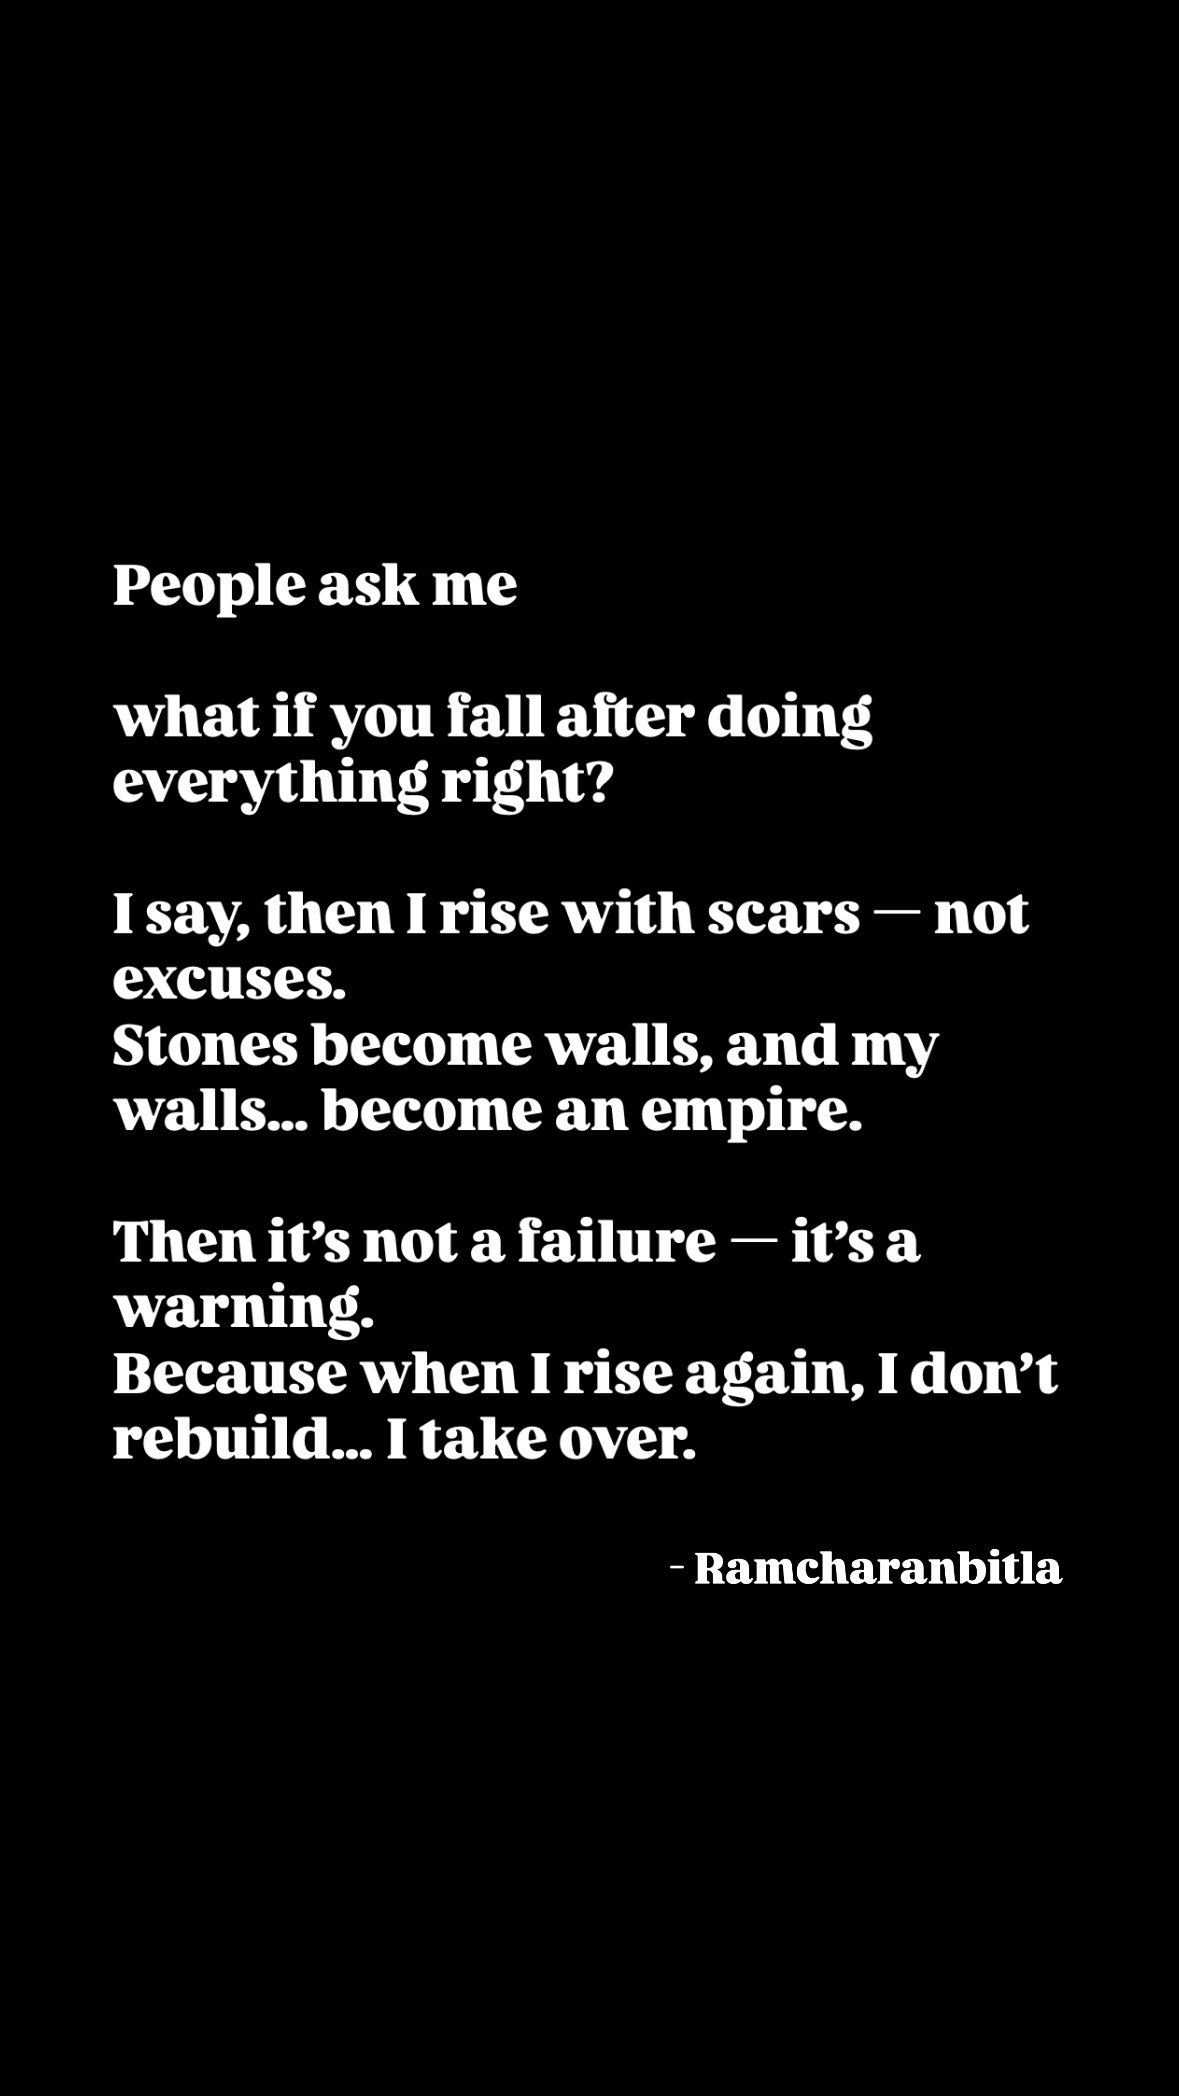 People ask me
what if you fall after doing
everything right?
I say, then I rise with scars — not
excuses.
Stones become walls, and my
walls... become an empire.
Then it’s not a failure — it’s a
warning.
Because when I rise again, I don’t
rebuild... I take over.
- Ramcharanbitla